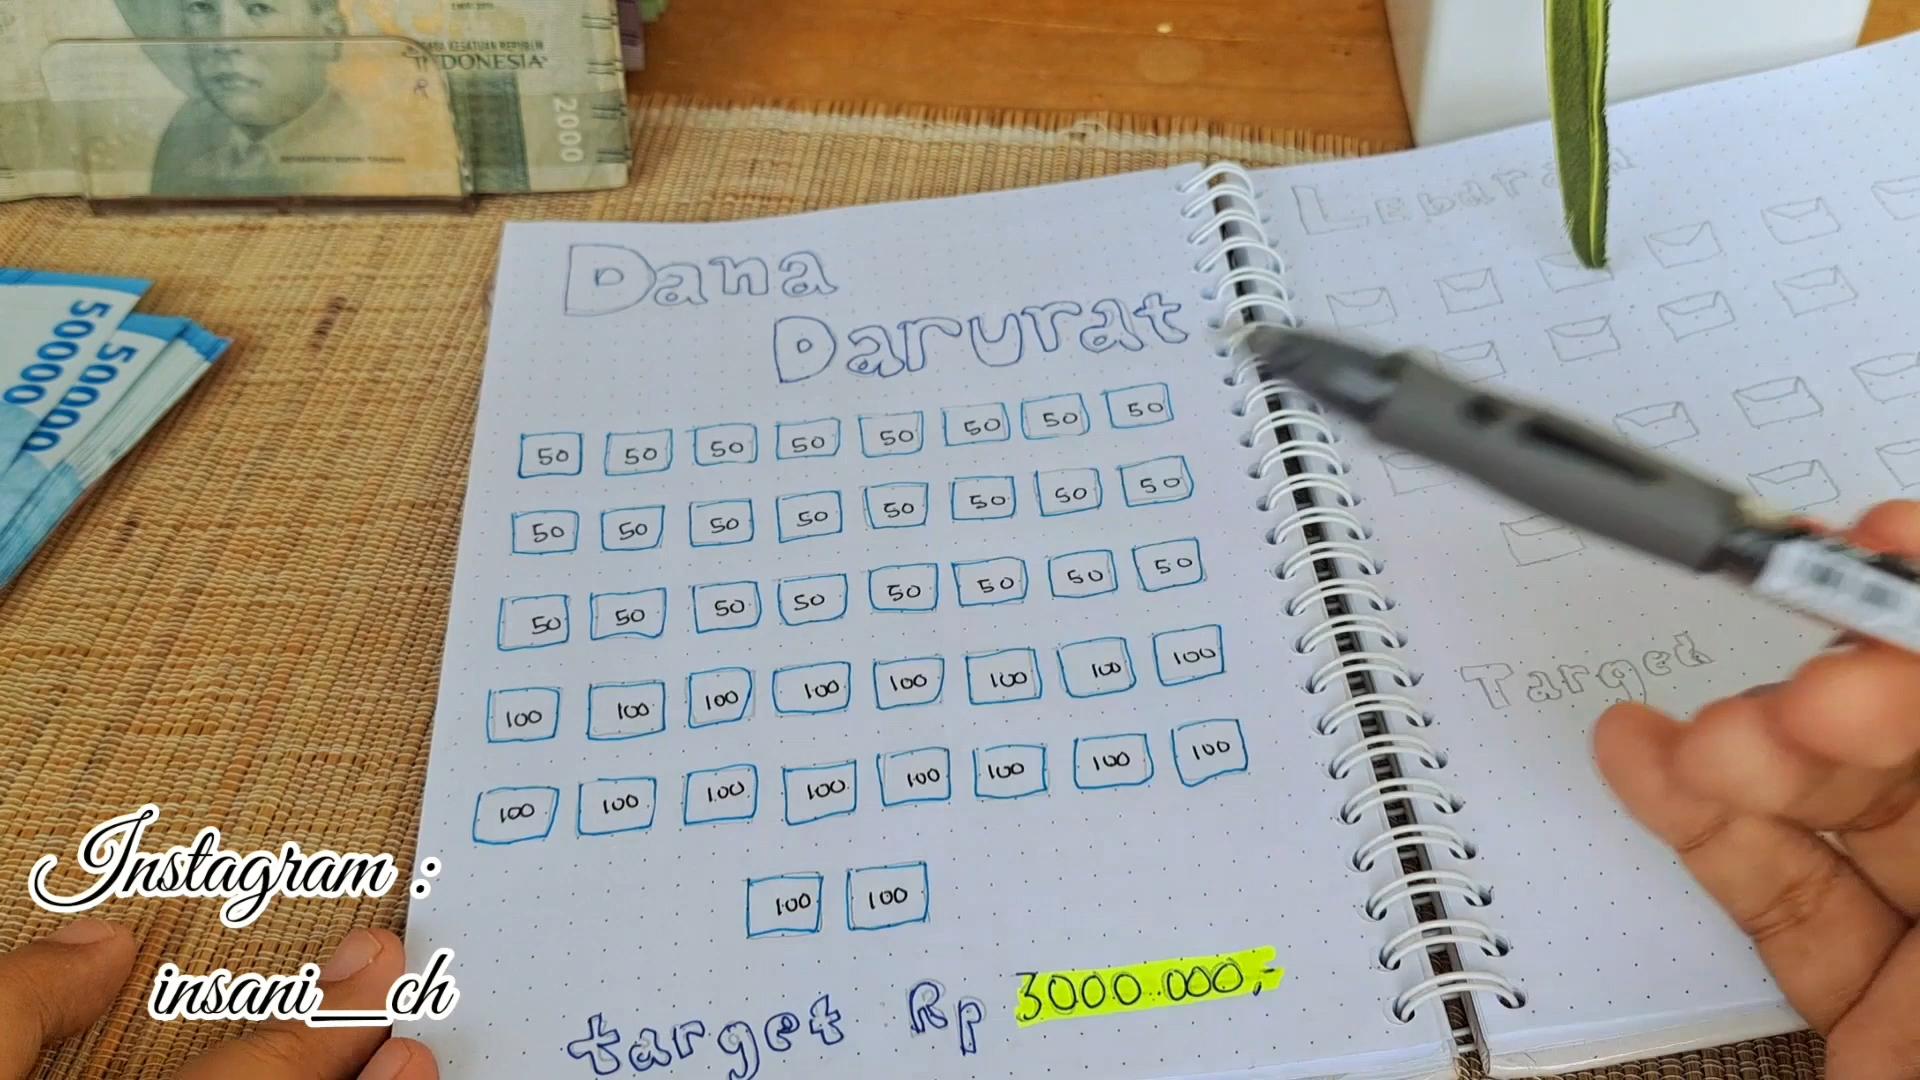 INDONESIA
2000
50000
50000
Dana
Darurat
50 50 50 50 50 50 50 50
50 50 50 50 50 50 50 50
50 50 50 50 50 50 50 50
100 100 100 100 100 100 100 100
100 100 100 100 100 100 100 100
100 100
target Rp 3000.000,-
Lebaran
Target
Instagram :
insani__ch